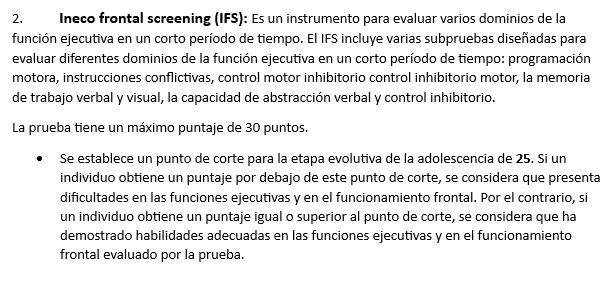 2. Ineco frontal screening (IFS): Es un instrumento para evaluar varios dominios de la
función ejecutiva en un corto período de tiempo. El IFS incluye varias subpruebas diseñadas para
evaluar diferentes dominios de la función ejecutiva en un corto período de tiempo: programación
motora, instrucciones conflictivas, control motor inhibitorio control inhibitorio motor, la memoria
de trabajo verbal y visual, la capacidad de abstracción verbal y control inhibitorio.
La prueba tiene un máximo puntaje de 30 puntos.
• Se establece un punto de corte para la etapa evolutiva de la adolescencia de 25. Si un
individuo obtiene un puntaje por debajo de este punto de corte, se considera que presenta
dificultades en las funciones ejecutivas y en el funcionamiento frontal. Por el contrario, si
un individuo obtiene un puntaje igual o superior al punto de corte, se considera que ha
demostrado habilidades adecuadas en las funciones ejecutivas y en el funcionamiento
frontal evaluado por la prueba.